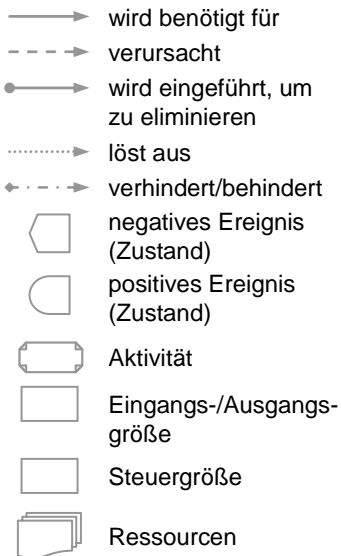 wird benötigt für
verursacht
wird eingeführt, um
zu eliminieren
löst aus
verhindert/behindert
negatives Ereignis
(Zustand)
positives Ereignis
(Zustand)
Aktivität
Eingangs-/Ausgangs-
größe
Steuergröße
Ressourcen